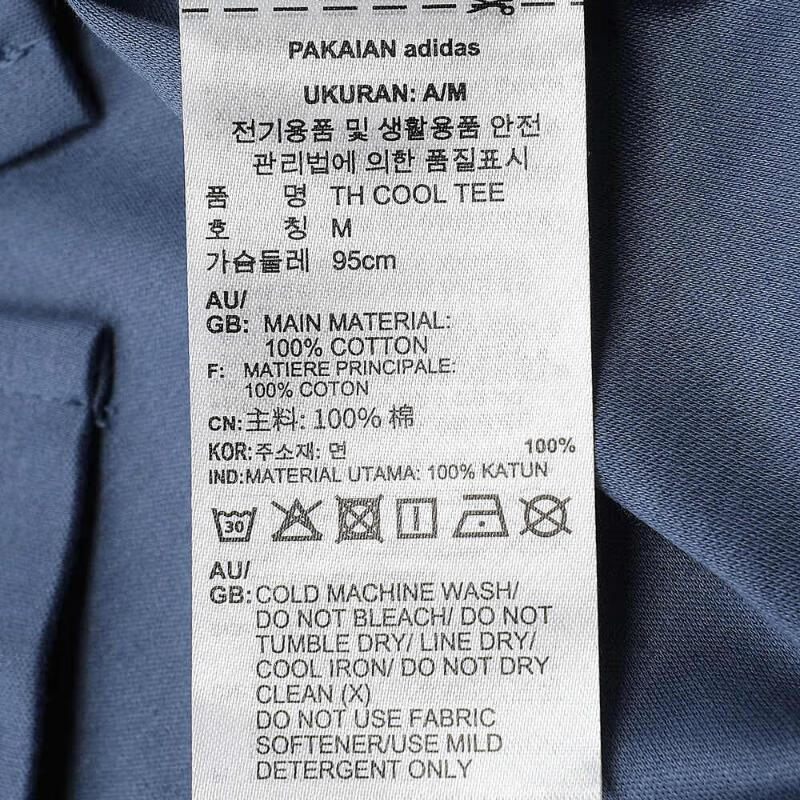 PAKAIAN adidas
UKURAN: A/M
전기용품 및 생활용품 안전
관리법에 의한 품질표시
품 명 TH COOL TEE
호 칭 M
가슴둘레 95cm
AU/
GB: MAIN MATERIAL:
100% COTTON
F: MATIERE PRINCIPALE:
100% COTON
CN:主料: 100% 棉
KOR:주소재: 면 100%
IND:MATERIAL UTAMA: 100% KATUN
30
AU/
GB:COLD MACHINE WASH/
DO NOT BLEACH/ DO NOT
TUMBLE DRY/ LINE DRY/
COOL IRON/ DO NOT DRY
CLEAN (X)
DO NOT USE FABRIC
SOFTENER/USE MILD
DETERGENT ONLY